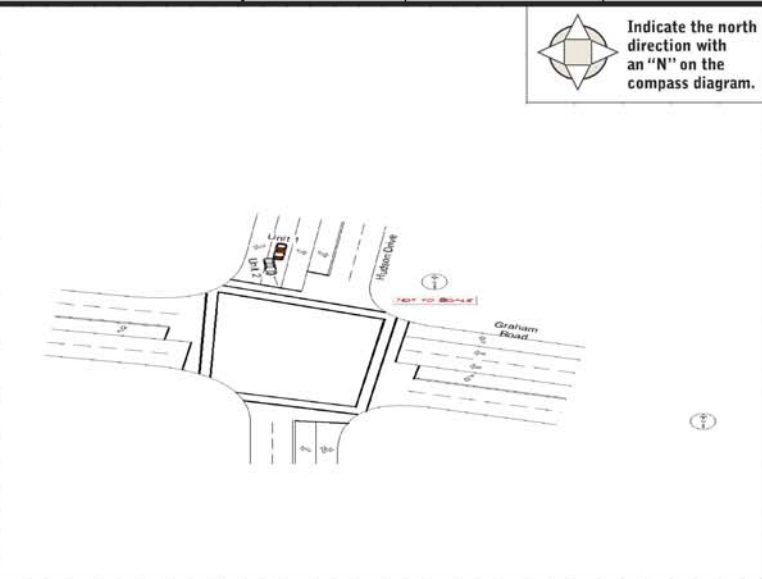 Indicate the north
direction with
an “N” on the
compass diagram.
Unit 1
Unit 2
Hudson Drive
NOT TO SCALE
Graham
Road